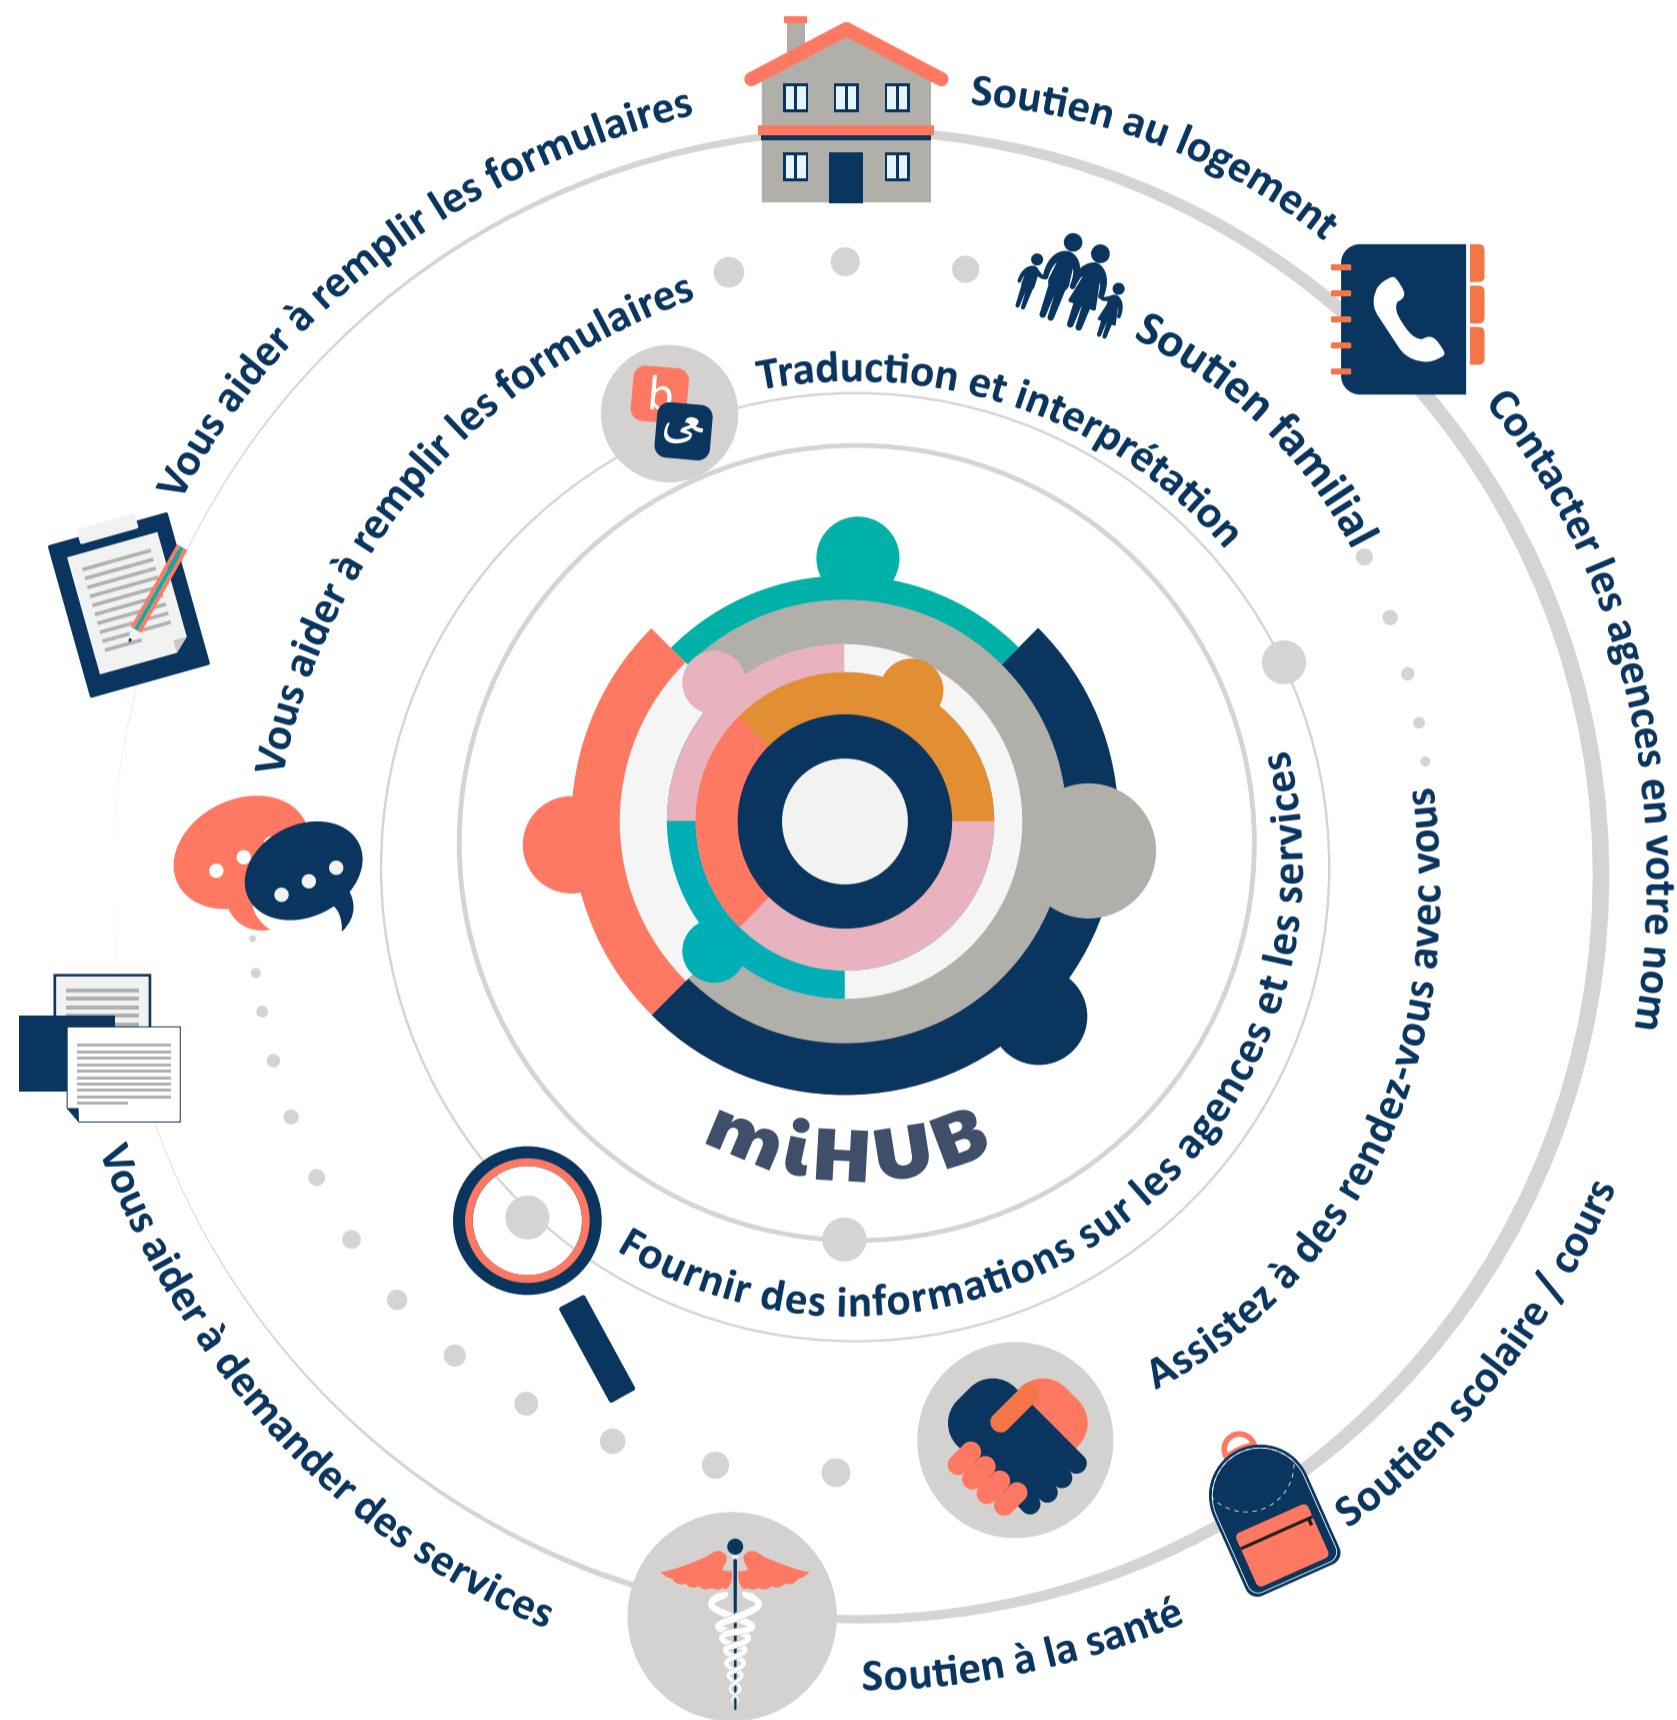 Vous aider à remplir les formulaires
Soutien au logement
Contacter les agences en votre nom
Soutien scolaire / cours
Soutien à la santé
Vous aider à demander des services
Vous aider à remplir les formulaires
Soutien familial
Assistez à des rendez-vous avec vous
b
Traduction et interprétation
Fournir des informations sur les agences et les services
miHUB